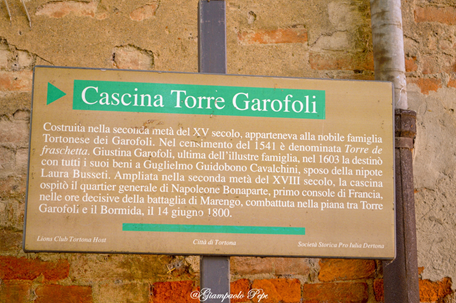 Cascina Torre Garofoli
Costruita nella seconda metà del XV secolo, apparteneva alla nobile famiglia
Tortonese dei Garofoli. Nel censimento del 1541 è denominata Torre de
fraschetta. Giustina Garofoli, ultima dell'illustre famiglia, nel 1603 la destinò
con tutti i suoi beni a Guglielmo Guidobono Cavalchini, sposo della nipote
Laura Busseti. Ampliata nella seconda metà del XVIII secolo, la cascina
ospitò il quartier generale di Napoleone Bonaparte, primo console di Francia,
nelle ore decisive della battaglia di Marengo, combattuta nella piana tra Torre
Garofoli e il Bormida, il 14 giugno 1800.
Lions Club Tortona Host Città di Tortona Società Storica Pro Iulia Dertona
©Giampaolo Pepe